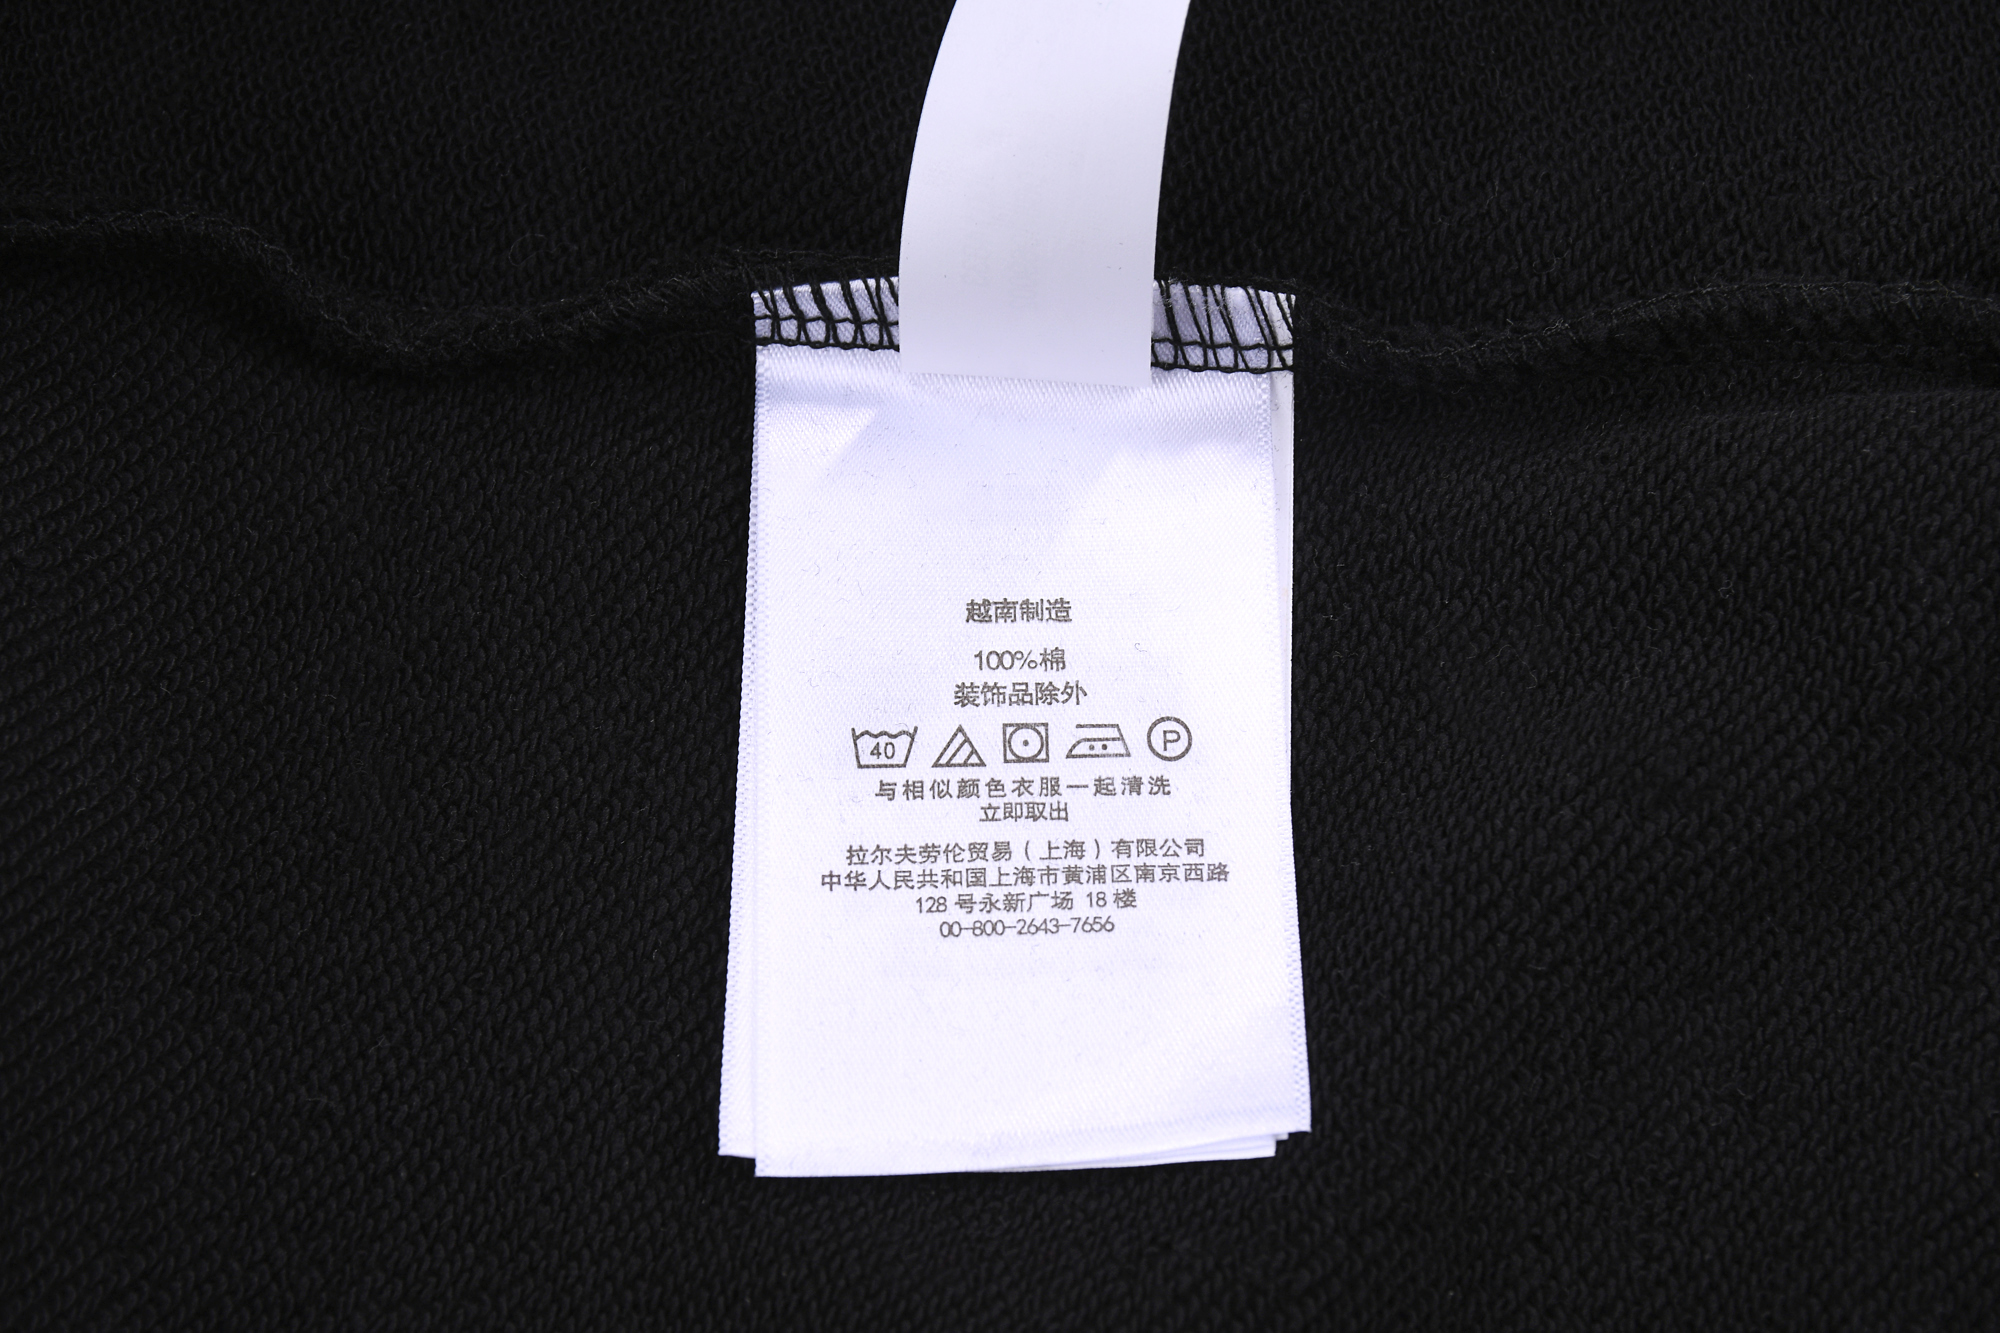 越南制造
100%棉
装饰品除外
40 P
与相似颜色衣服一起清洗
立即取出
拉尔夫劳伦贸易（上海）有限公司
中华人民共和国上海市黄浦区南京西路
128 号永新广场 18 楼
00-800-2643-7656